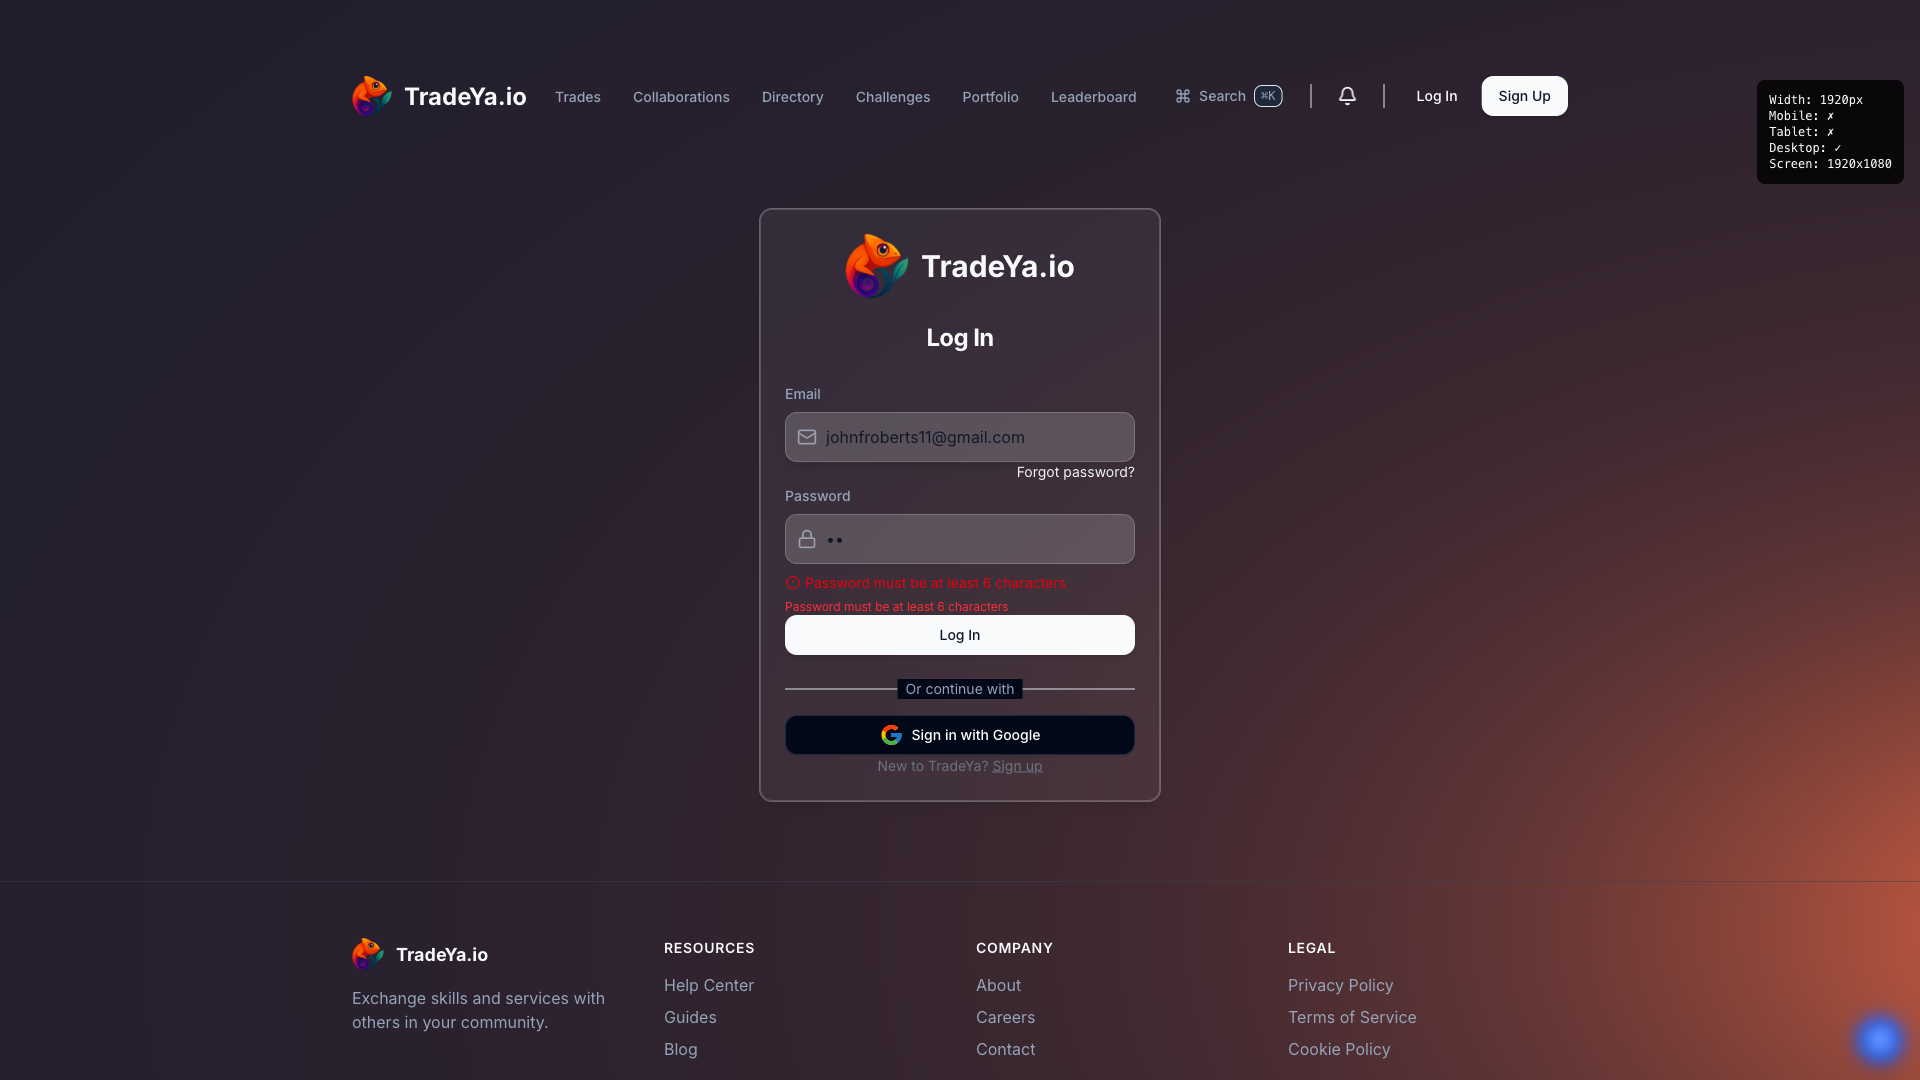 TradeYa.io
Trades
Collaborations
Directory
Challenges
Portfolio
Leaderboard
⌘ Search ⌘K
Log In
Sign Up
Width: 1920px
Mobile: ✗
Tablet: ✗
Desktop: ✓
Screen: 1920x1080
TradeYa.io
Log In
Email
johnfroberts11@gmail.com
Forgot password?
Password
••
Password must be at least 6 characters
Password must be at least 6 characters
Log In
Or continue with
Sign in with Google
New to TradeYa? Sign up
TradeYa.io
Exchange skills and services with
others in your community.
RESOURCES
Help Center
Guides
Blog
COMPANY
About
Careers
Contact
LEGAL
Privacy Policy
Terms of Service
Cookie Policy